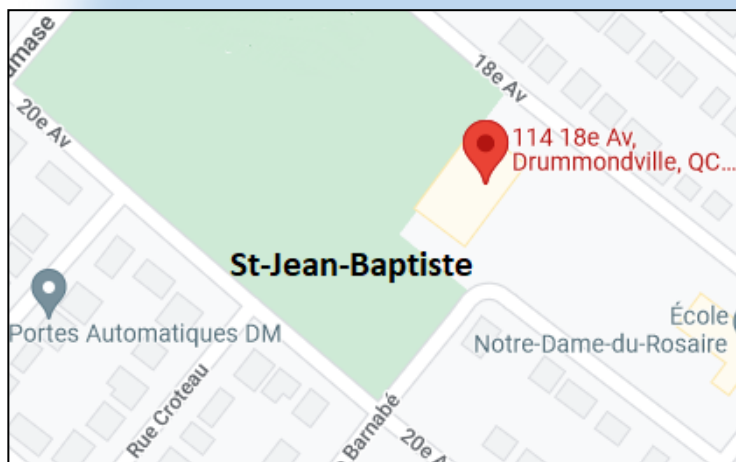 18e Av
20e Av
114 18e Av,
Drummondville, QC...
St-Jean-Baptiste
Portes Automatiques DM
École
Notre-Dame-du-Rosaire
Rue Croteau
Barnabé
20e A